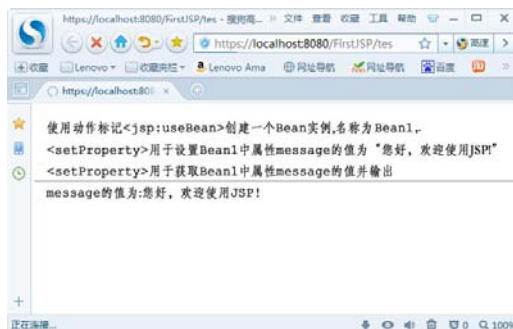 https://localhost:8080/FirstJSP/tes - 搜狗高... » 文件 查看 收藏 工具 帮助
https://localhost:8080/FirstJSP/tes
高速
收藏 Lenovo 收藏夹栏 Lenovo Ama 网址导航 网址导航 百度 »
https://localhost:808 ×
使用动作标记<jsp:useBean>创建一个Bean实例,名称为Bean1,
<setProperty>用于设置Bean1中属性message的值为“您好，欢迎使用JSP!”
<setProperty>用于获取Bean1中属性message的值并输出
message的值为:您好，欢迎使用JSP!
正在连接... 0 100%